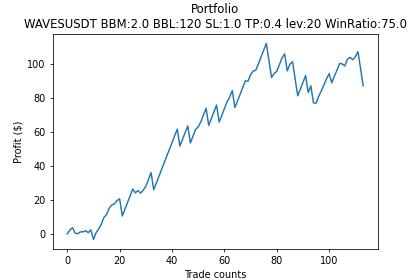 Portfolio
WAVESUSDT BBM:2.0 BBL:120 SL:1.0 TP:0.4 lev:20 WinRatio:75.0
100
80
60
40
20
0
Profit ($)
0 20 40 60 80 100
Trade counts